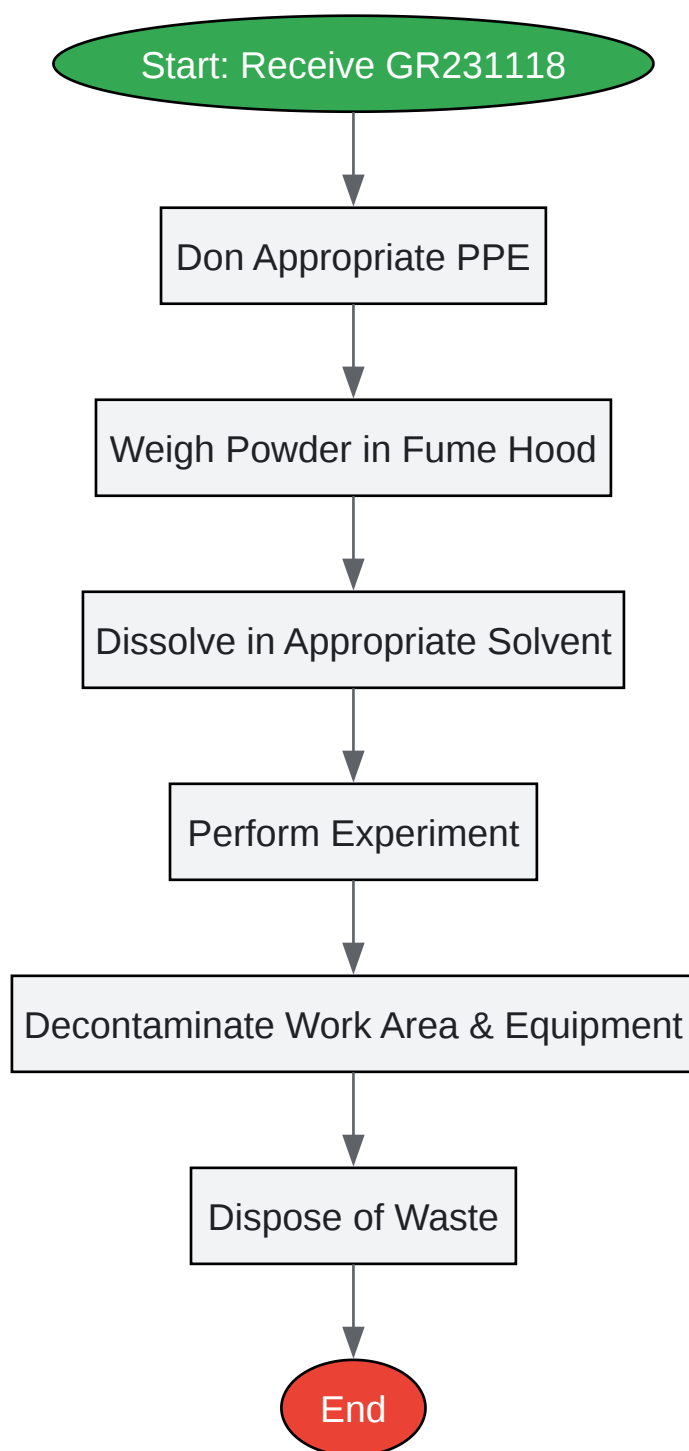 Start: Receive GR231118
Don Appropriate PPE
Weigh Powder in Fume Hood
Dissolve in Appropriate Solvent
Perform Experiment
Decontaminate Work Area & Equipment
Dispose of Waste
End